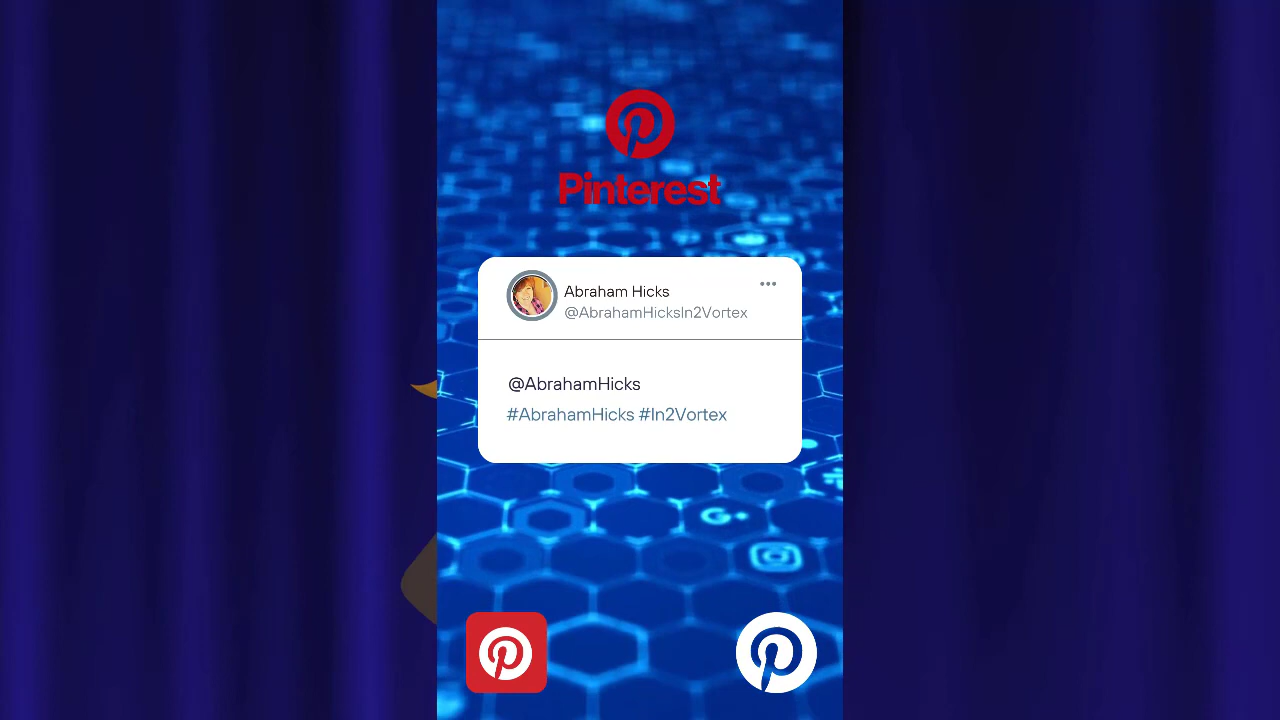 Pinterest
Abraham Hicks
@AbrahamHicksIn2Vortex
@AbrahamHicks
#AbrahamHicks #In2Vortex
G+